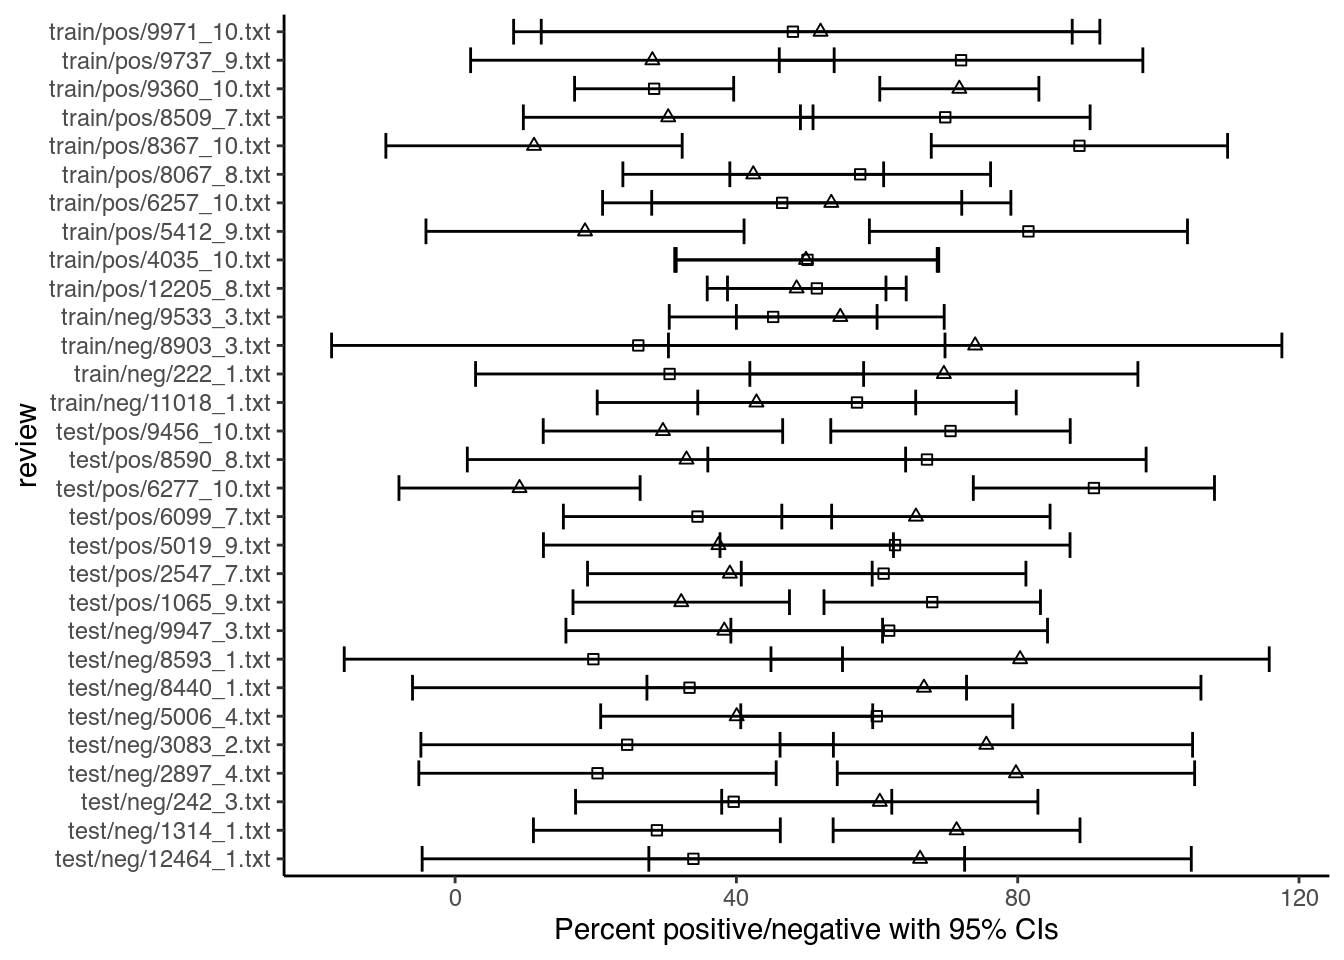 train/pos/9971_10.txt
train/pos/9737_9.txt
train/pos/9360_10.txt
train/pos/8509_7.txt
train/pos/8367_10.txt
train/pos/8067_8.txt
train/pos/6257_10.txt
train/pos/5412_9.txt
train/pos/4035_10.txt
train/pos/12205_8.txt
train/neg/9533_3.txt
train/neg/8903_3.txt
train/neg/222_1.txt
train/neg/11018_1.txt
test/pos/9456_10.txt
test/pos/8590_8.txt
test/pos/6277_10.txt
test/pos/6099_7.txt
test/pos/5019_9.txt
test/pos/2547_7.txt
test/pos/1065_9.txt
test/neg/9947_3.txt
test/neg/8593_1.txt
test/neg/8440_1.txt
test/neg/5006_4.txt
test/neg/3083_2.txt
test/neg/2897_4.txt
test/neg/242_3.txt
test/neg/1314_1.txt
test/neg/12464_1.txt
review
0 40 80 120
Percent positive/negative with 95% CIs